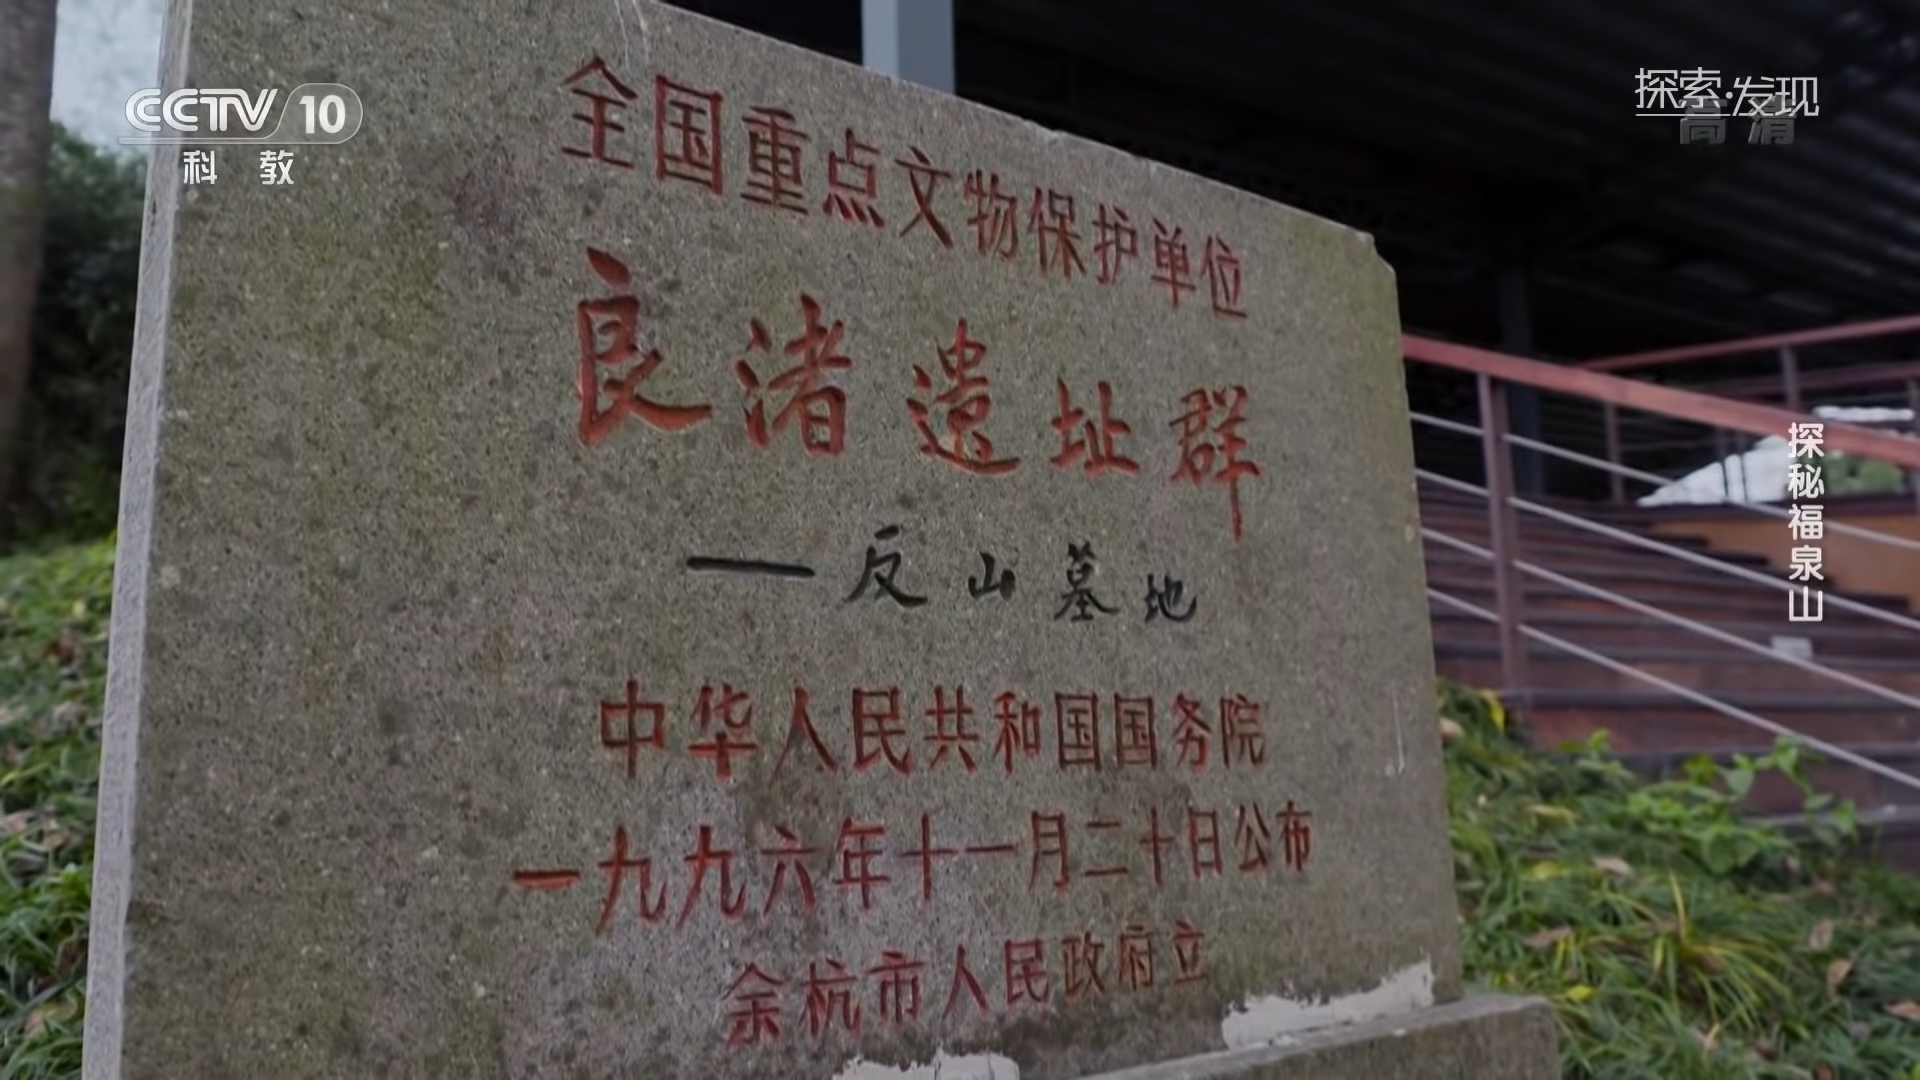 CCTV 10
科教
探索·发现
高清
全国重点文物保护单位
良渚遗址群
——反山墓地
中华人民共和国国务院
一九九六年十一月二十日公布
余杭市人民政府立
探秘福泉山